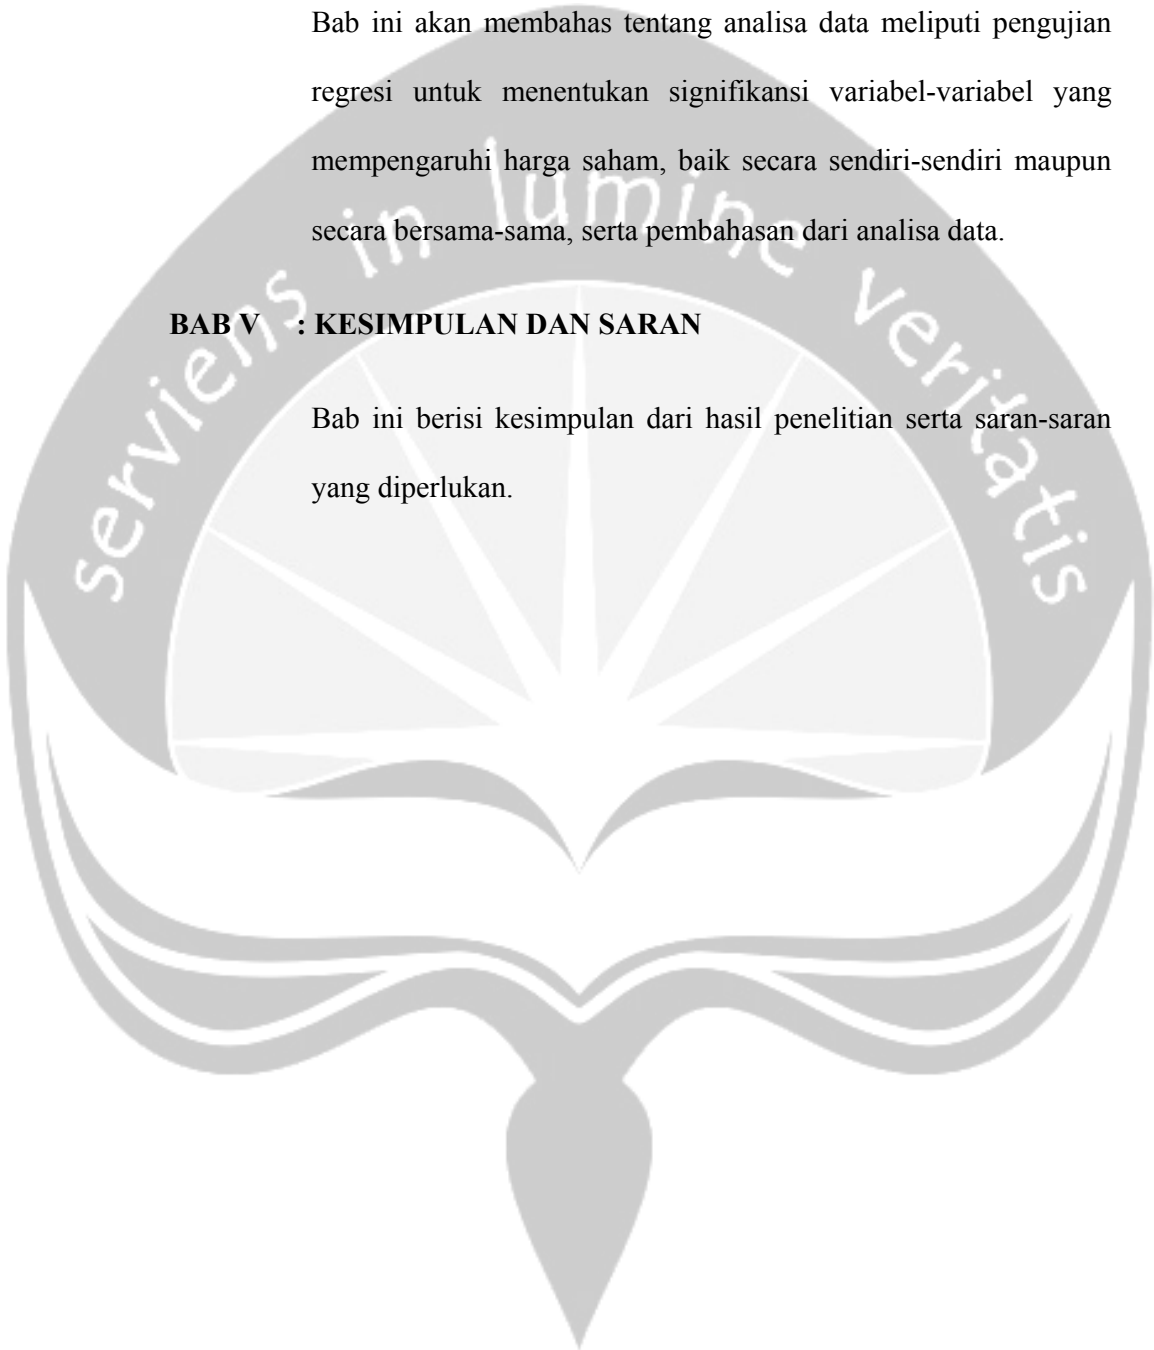 Bab ini akan membahas tentang analisa data meliputi pengujian
regresi untuk menentukan signifikansi variabel-variabel yang
mempengaruhi harga saham, baik secara sendiri-sendiri maupun
secara bersama-sama, serta pembahasan dari analisa data.
BAB V : KESIMPULAN DAN SARAN
Bab ini berisi kesimpulan dari hasil penelitian serta saran-saran
yang diperlukan.
serviens in lumine veritatis